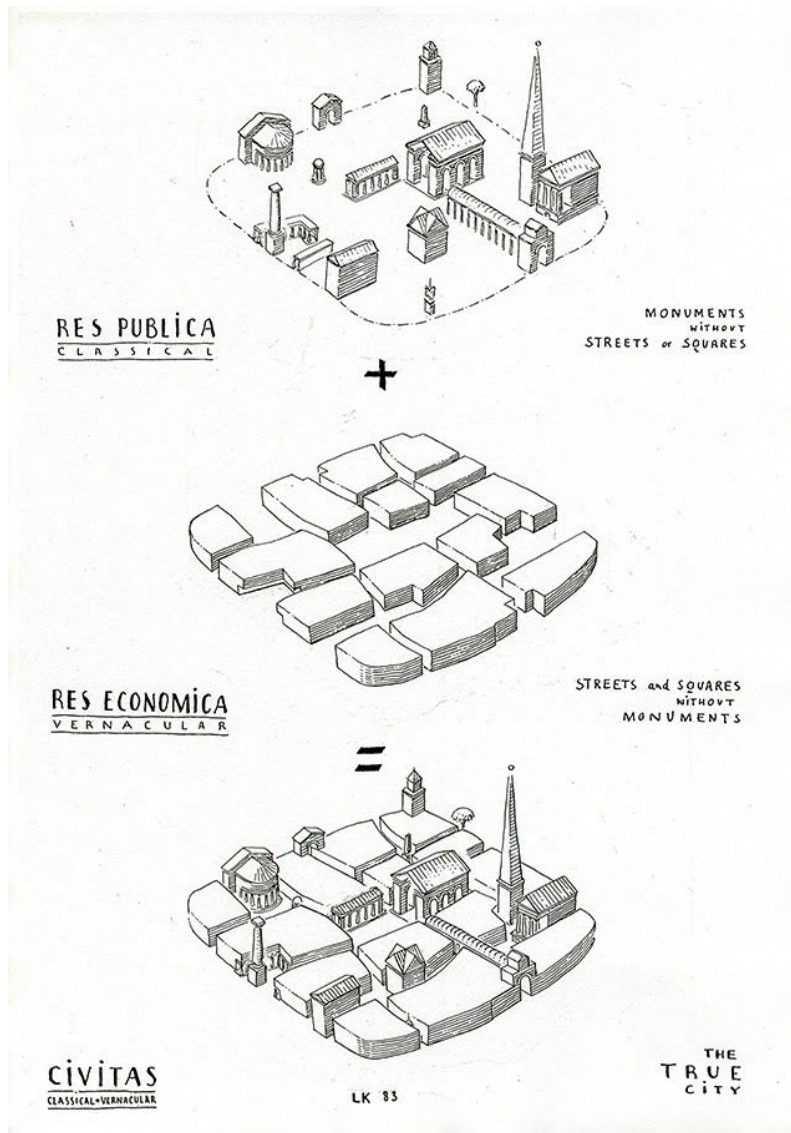 RES PUBLiCA
CLASSICAL
MONUMENTS
WITHOUT
STREETS or SQUARES
+
RES ECONOMiCA
VERNACULAR
STREETS and SQUARES
WITHOUT
MONUMENTS
=
CiViTAS
CLASSICAL+VERNACULAR
LK 83
THE
TRUE
CiTY